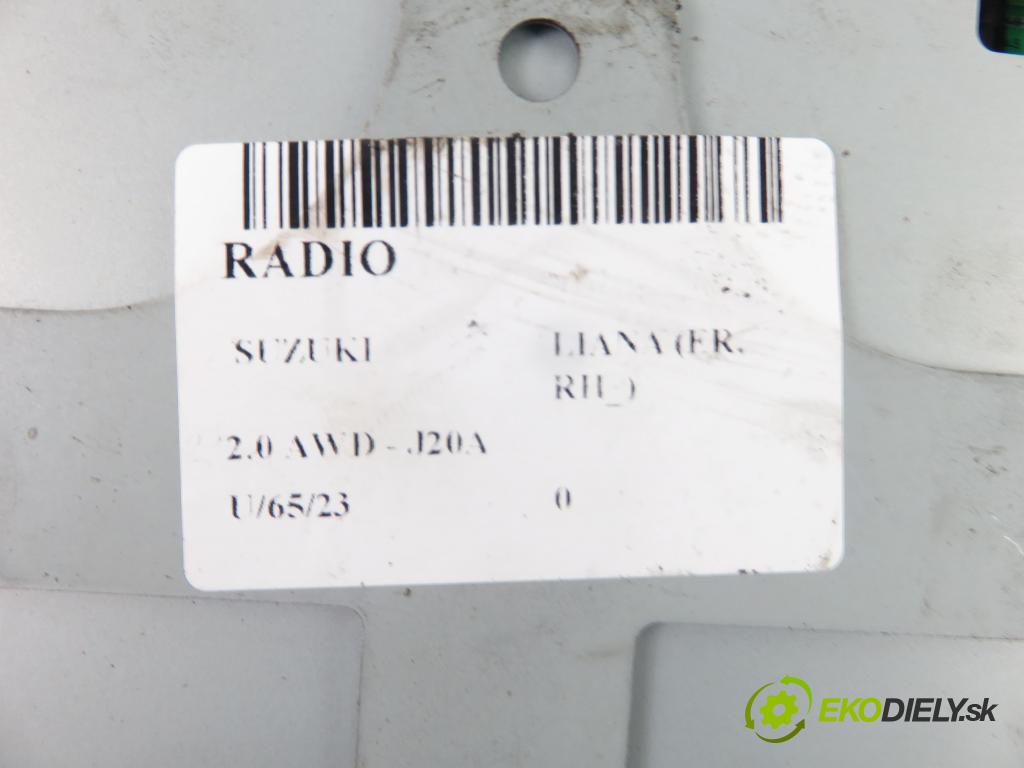 RADIO
SUZUKI LIANA (ER,
RH_)
2.0 AWD - J20A
U/65/23 0
EKODIELY.sk